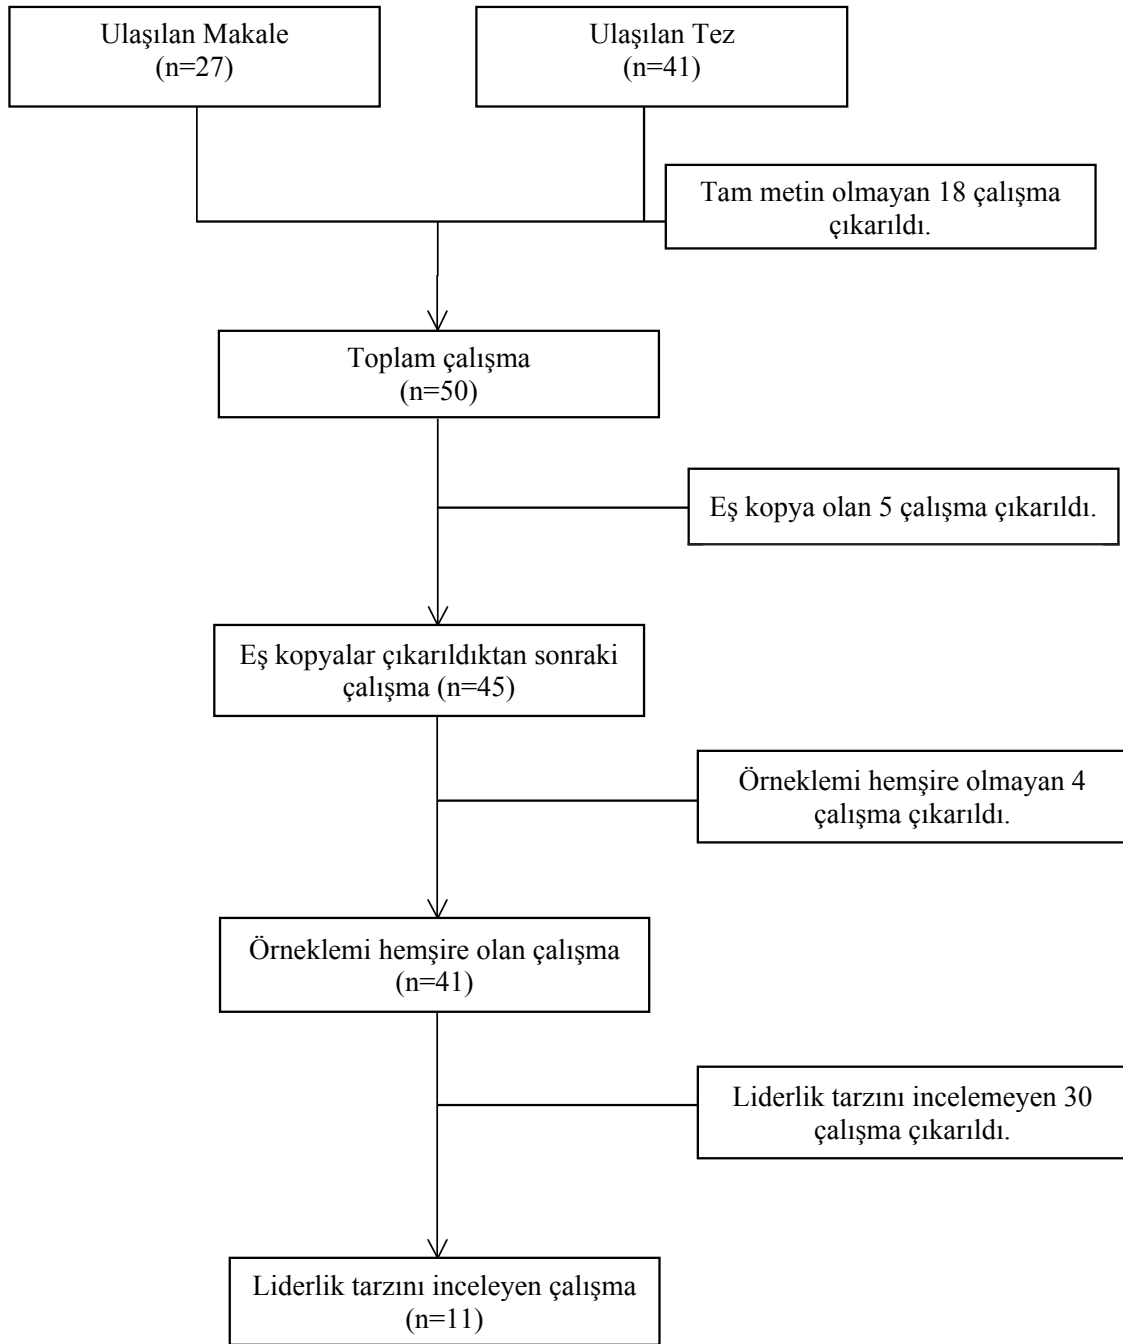 Ulaşılan Makale
(n=27)
Ulaşılan Tez
(n=41)
Tam metin olmayan 18 çalışma
çıkarıldı.
Toplam çalışma
(n=50)
Eş kopya olan 5 çalışma çıkarıldı.
Eş kopyalar çıkarıldıktan sonraki
çalışma (n=45)
Örneklemi hemşire olmayan 4
çalışma çıkarıldı.
Örneklemi hemşire olan çalışma
(n=41)
Liderlik tarzını incelemeyen 30
çalışma çıkarıldı.
Liderlik tarzını inceleyen çalışma
(n=11)